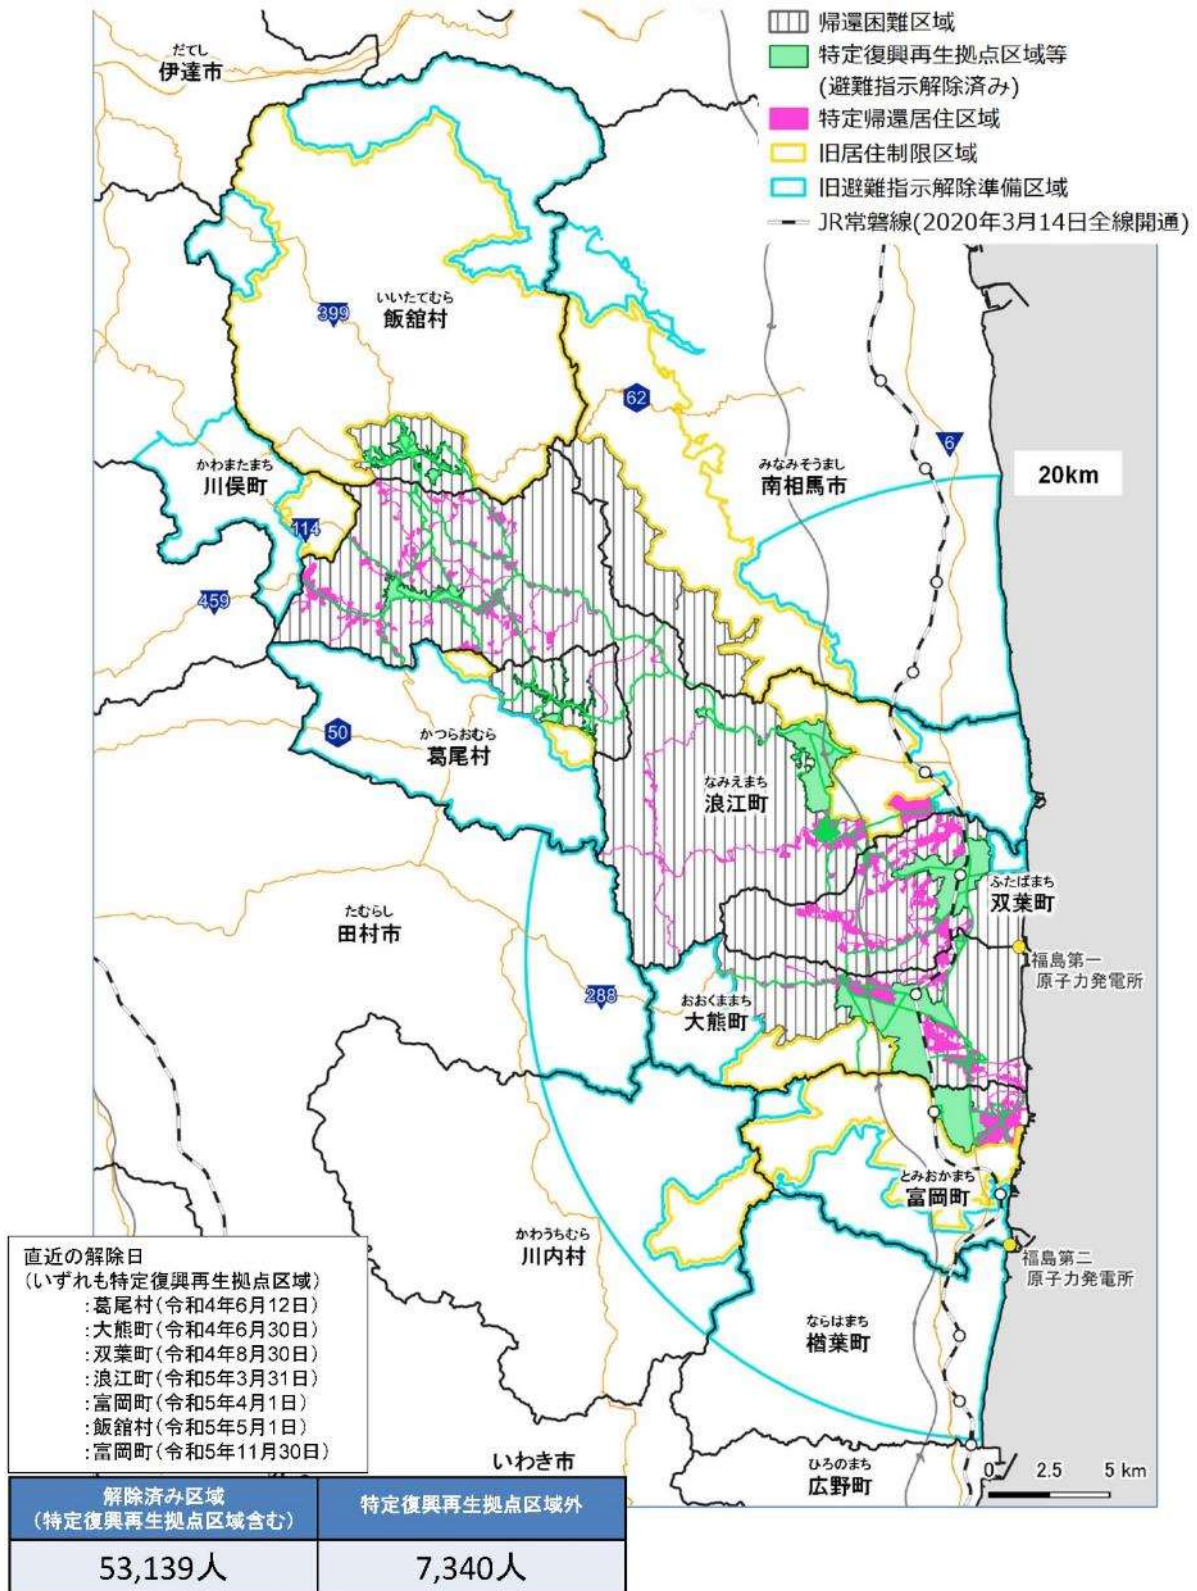 帰還困難区域
特定復興再生拠点区域等
(避難指示解除済み)
特定帰還居住区域
旧居住制限区域
旧避難指示解除準備区域
JR常磐線(2020年3月14日全線開通)
だてし
伊達市
いいたてむら
飯舘村
399
62
6
かわまたまち
川俣町
みなみそうまし
南相馬市
20km
114
459
50
かつらおむら
葛尾村
なみえまち
浪江町
ふたばまち
双葉町
たむらし
田村市
福島第一
原子力発電所
288
おおくままち
大熊町
とみおかまち
富岡町
かわうちむら
川内村
福島第二
原子力発電所
ならはまち
楢葉町
直近の解除日
(いずれも特定復興再生拠点区域)
:葛尾村(令和4年6月12日)
:大熊町(令和4年6月30日)
:双葉町(令和4年8月30日)
:浪江町(令和5年3月31日)
:富岡町(令和5年4月1日)
:飯舘村(令和5年5月1日)
:富岡町(令和5年11月30日)
いわき市
ひろのまち
広野町
0 2.5 5 km
解除済み区域
(特定復興再生拠点区域含む)
特定復興再生拠点区域外
53,139人
7,340人